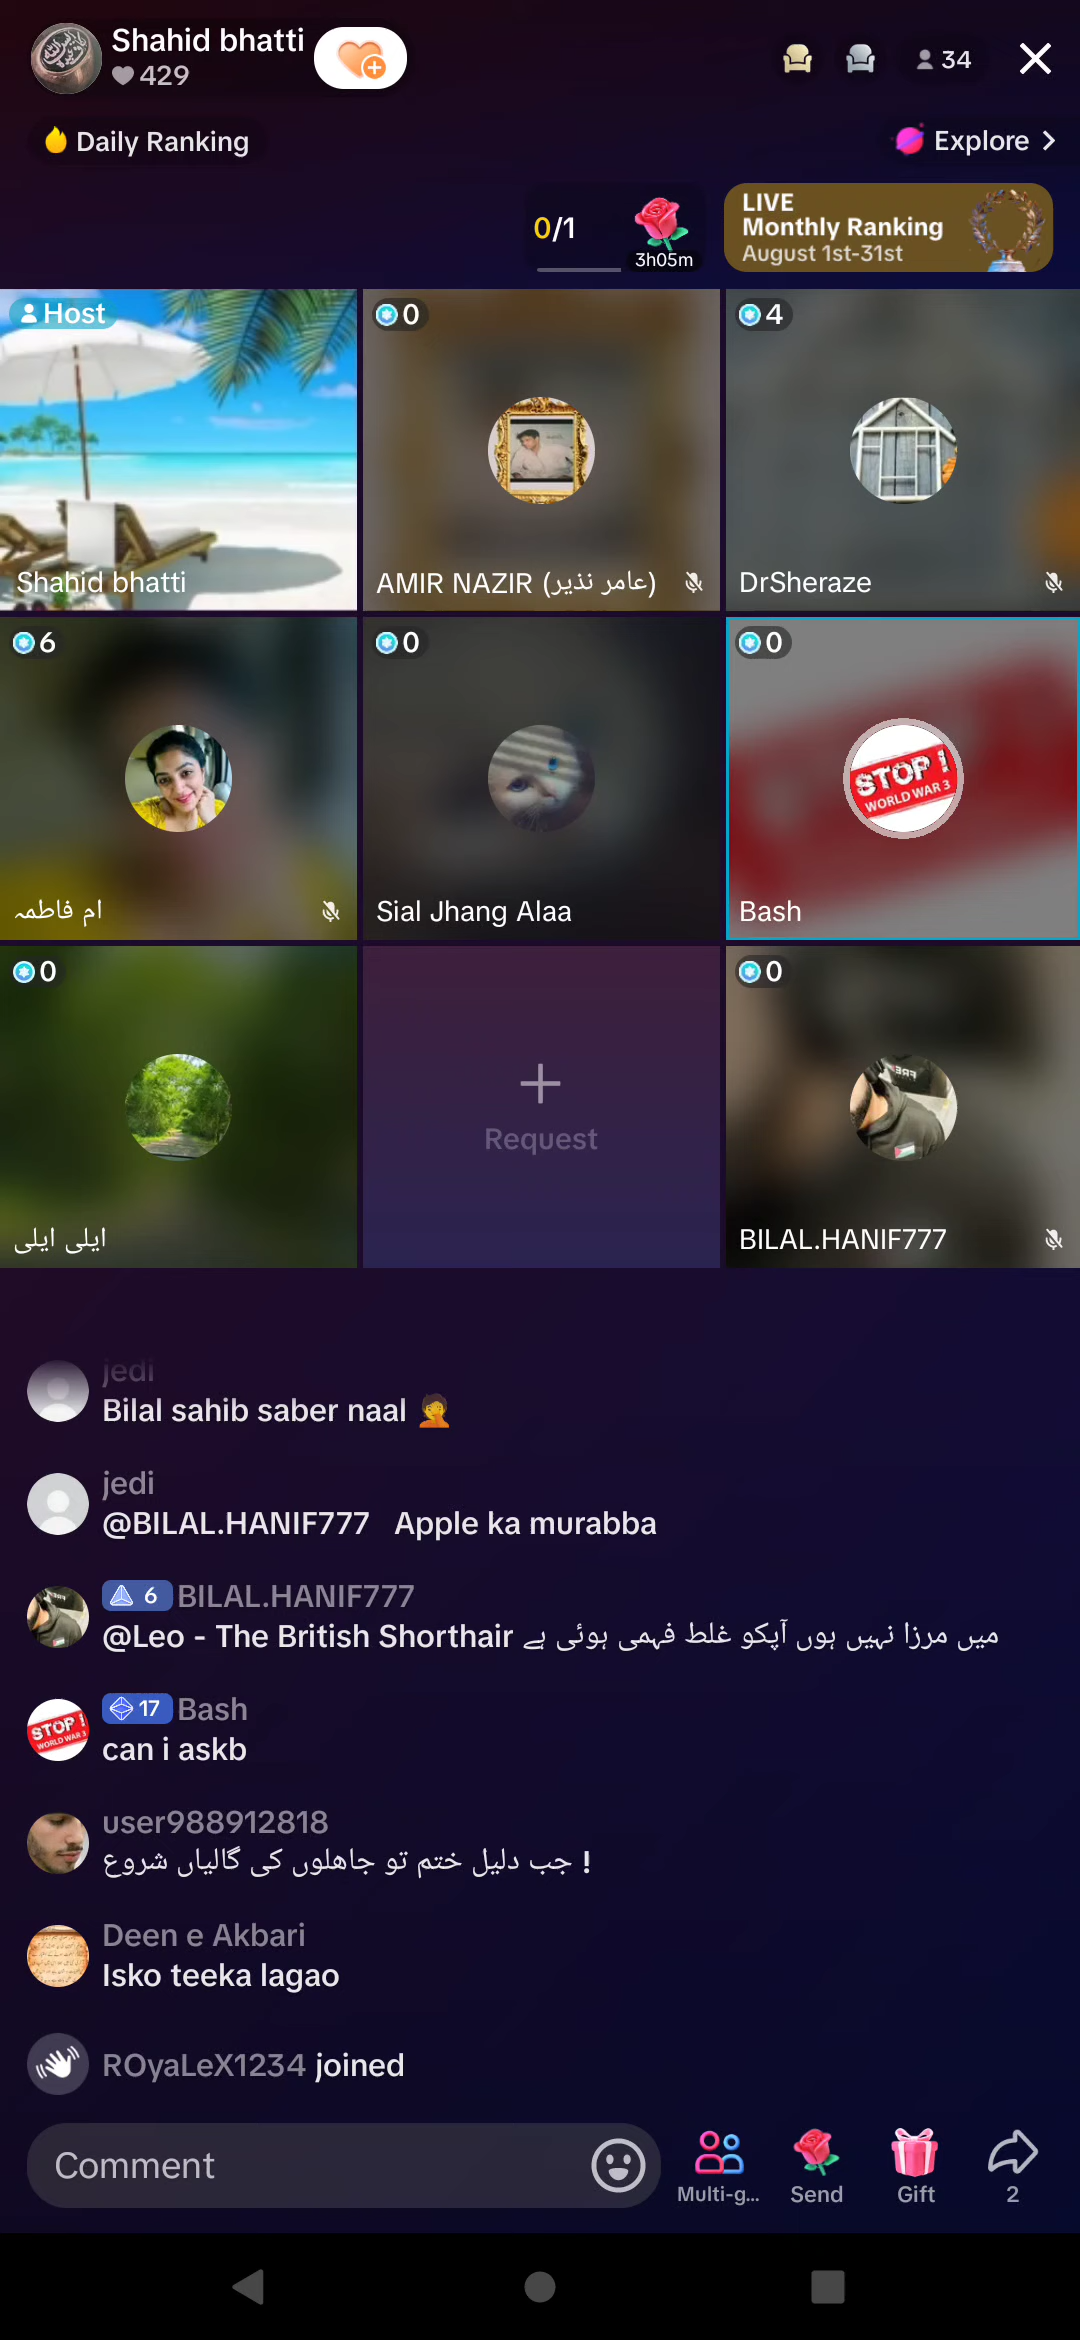 Shahid bhatti
429
34
Daily Ranking
Explore
0/1
3h05m
LIVE
Monthly Ranking
August 1st-31st
Host
Shahid bhatti
0
AMIR NAZIR (عامر نذیر)
4
DrSheraze
6
ام فاطمہ
0
Sial Jhang Alaa
0
STOP !
WORLD WAR 3
Bash
0
ایلی ایلی
+
Request
0
FREE
BILAL.HANIF777
jedi
Bilal sahib saber naal 🤦
jedi
@BILAL.HANIF777 Apple ka murabba
6 BILAL.HANIF777
@Leo - The British Shorthair میں مرزا نہیں ہوں آپکو غلط فہمی ہوئی ہے
STOP !
WORLD WAR 3
17 Bash
can i askb
user988912818
جب دلیل ختم تو جاھلوں کی گالیاں شروع !
Deen e Akbari
Isko teeka lagao
ROyaLeX1234 joined
Comment
Multi-g...
Send
Gift
2